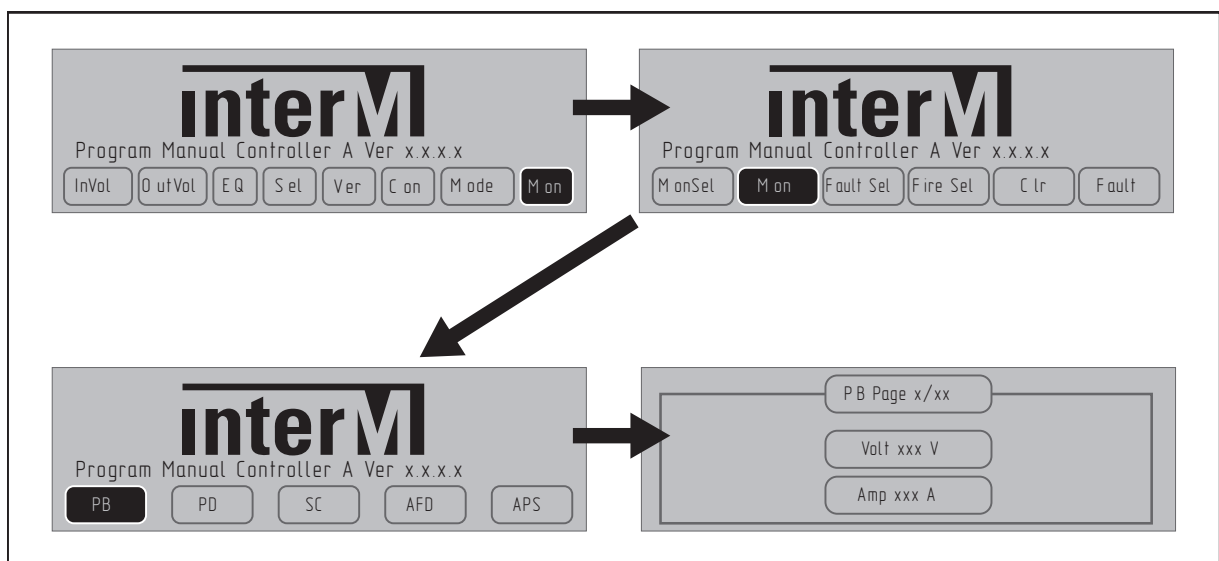 interM
Program Manual Controller A Ver x.x.x.x
InVol OutVol EQ Sel Ver Con Mode Mon
interM
Program Manual Controller A Ver x.x.x.x
MonSel Mon Fault Sel Fire Sel Clr Fault
interM
Program Manual Controller A Ver x.x.x.x
PB PD SC AFD APS
PB Page x/xx
Volt xxx V
Amp xxx A